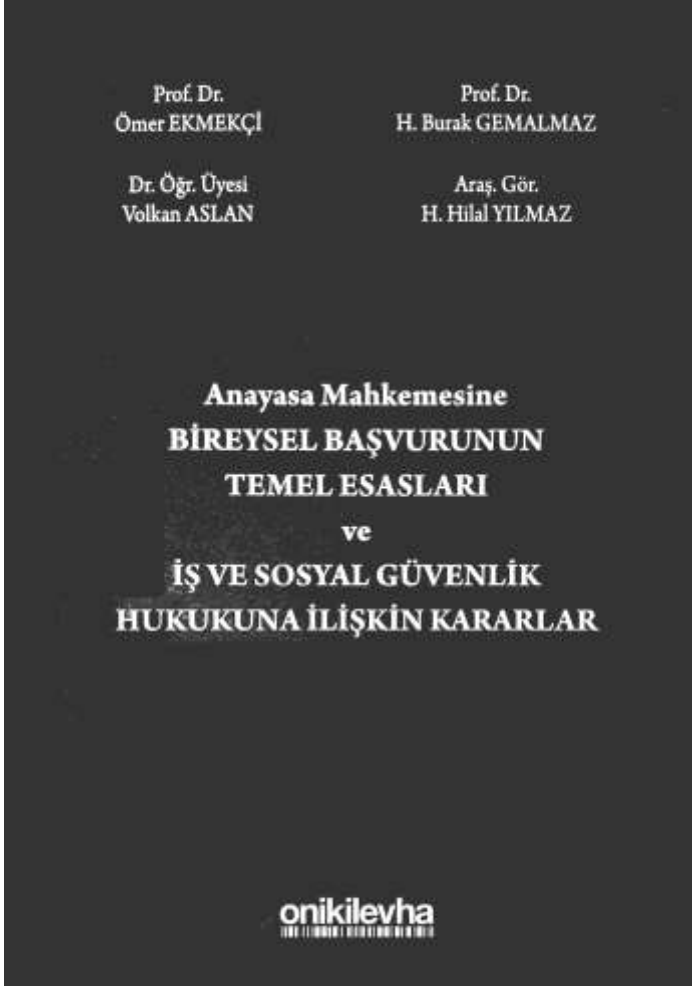 Prof. Dr.
Ömer EKMEKÇİ
Prof. Dr.
H. Burak GEMALMAZ
Dr. Öğr. Üyesi
Volkan ASLAN
Araş. Gör.
H. Hilal YILMAZ
Anayasa Mahkemesine
BİREYSEL BAŞVURUNUN
TEMEL ESASLARI
ve
İŞ VE SOSYAL GÜVENLİK
HUKUKUNA İLİŞKİN KARARLAR
onikilevha